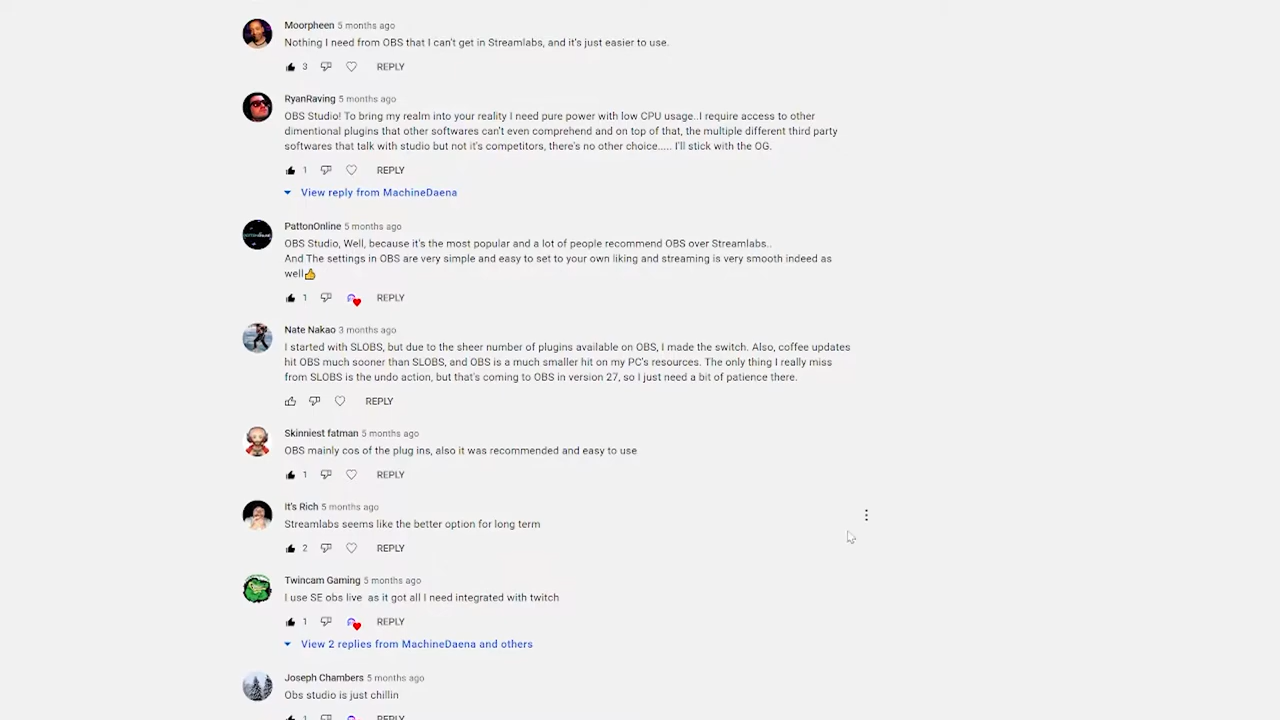 Moorpheen 5 months ago
Nothing I need from OBS that I can't get in Streamlabs, and it's just easier to use.
3 REPLY
RyanRaving 5 months ago
OBS Studio! To bring my realm into your reality I need pure power with low CPU usage..I require access to other
dimentional plugins that other softwares can't even comprehend and on top of that, the multiple different third party
softwares that talk with studio but not it's competitors, there's no other choice..... I'll stick with the OG.
1 REPLY
View reply from MachineDaena
PattonOnline 5 months ago
OBS Studio, Well, because it's the most popular and a lot of people recommend OBS over Streamlabs..
And The settings in OBS are very simple and easy to set to your own liking and streaming is very smooth indeed as
well👍
1 REPLY
Nate Nakao 3 months ago
I started with SLOBS, but due to the sheer number of plugins available on OBS, I made the switch. Also, coffee updates
hit OBS much sooner than SLOBS, and OBS is a much smaller hit on my PC's resources. The only thing I really miss
from SLOBS is the undo action, but that's coming to OBS in version 27, so I just need a bit of patience there.
REPLY
Skinniest fatman 5 months ago
OBS mainly cos of the plug ins, also it was recommended and easy to use
1 REPLY
It's Rich 5 months ago
Streamlabs seems like the better option for long term
2 REPLY
Twincam Gaming 5 months ago
I use SE obs live as it got all I need integrated with twitch
1 REPLY
View 2 replies from MachineDaena and others
Joseph Chambers 5 months ago
Obs studio is just chillin
1 REPLY